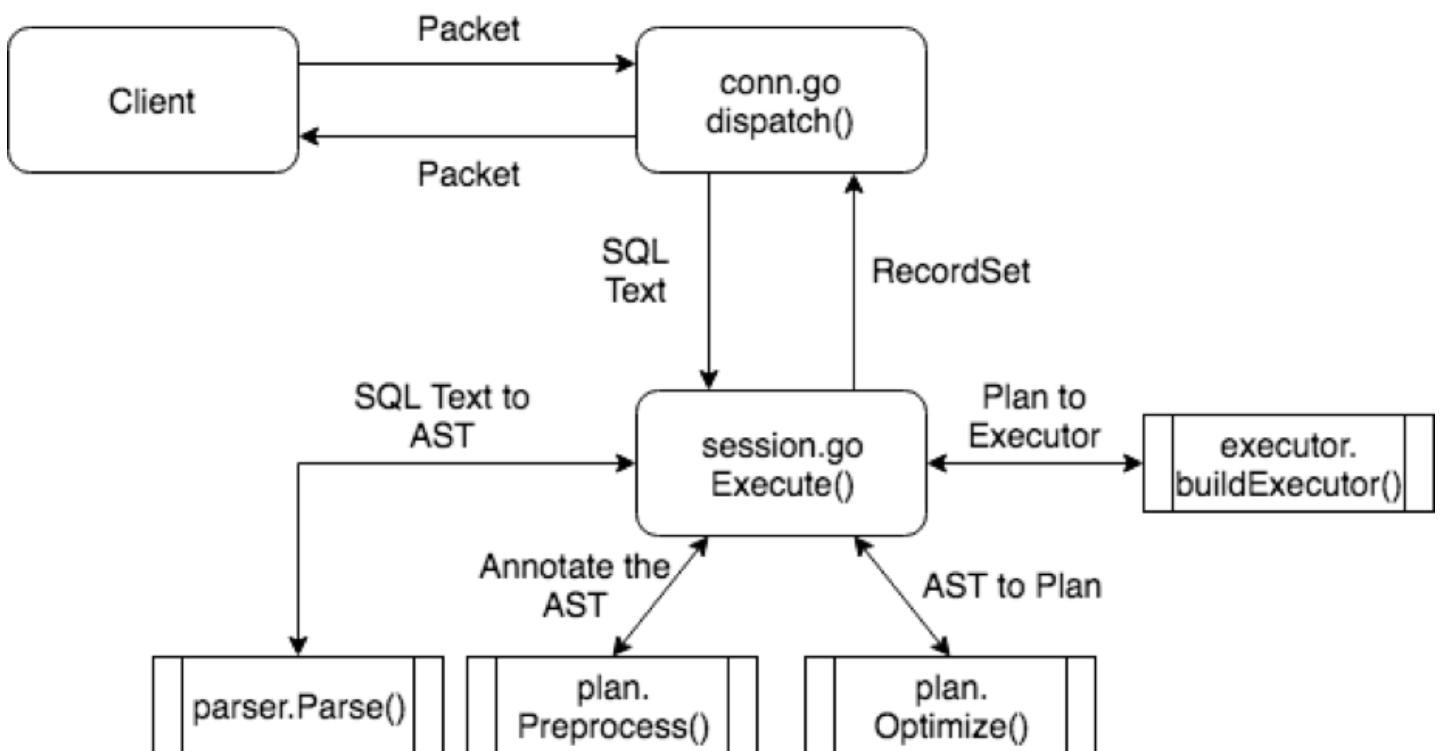 Packet
Client
conn.go
dispatch()
Packet
SQL
Text
RecordSet
SQL Text to
AST
session.go
Execute()
Plan to
Executor
executor.
buildExecutor()
Annotate the
AST
AST to Plan
parser.Parse()
plan.
Preprocess()
plan.
Optimize()